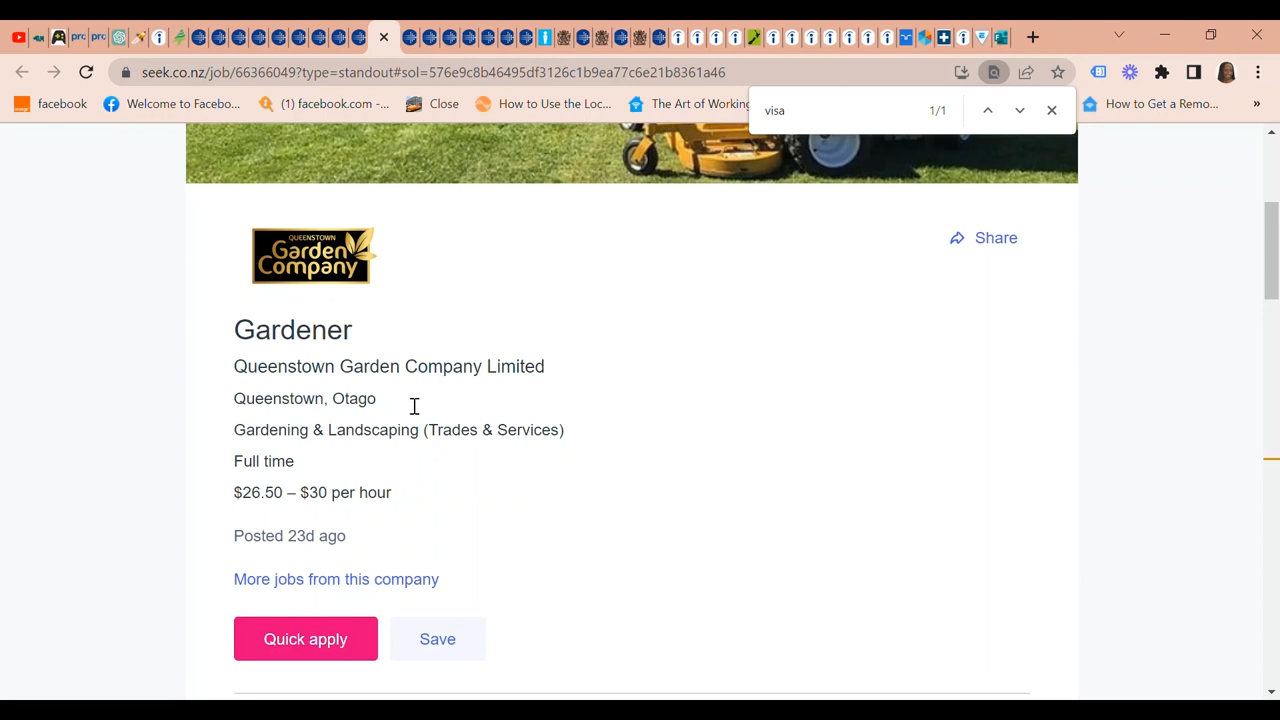 seek.co.nz/job/66366049?type=standout#sol=576e9c8b46495df3126c1b9ea77c6e21b8361a46
facebook
Welcome to Facebo...
(1) facebook.com -...
Close
How to Use the Loc...
The Art of Working
How to Get a Remo...
»
visa
1/1
QUEENSTOWN
Garden
Company
Share
Gardener
Queenstown Garden Company Limited
Queenstown, Otago
Gardening & Landscaping (Trades & Services)
Full time
$26.50 – $30 per hour
Posted 23d ago
More jobs from this company
Quick apply
Save